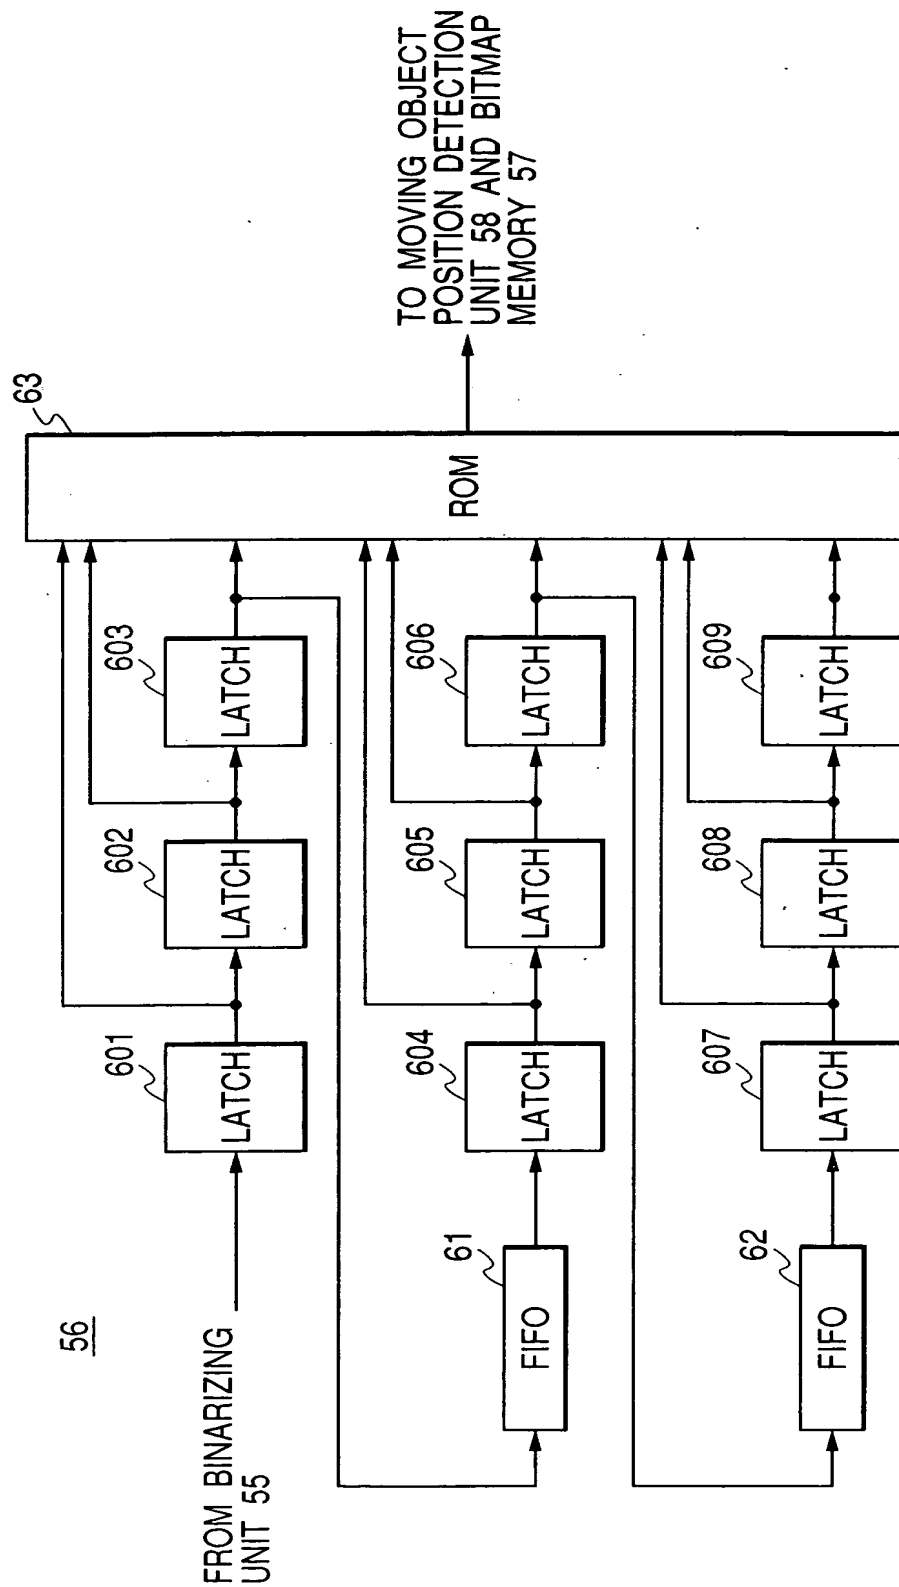 56
FROM BINARIZING
UNIT 55
601
LATCH
602
LATCH
603
LATCH
63
ROM
TO MOVING OBJECT
POSITION DETECTION
UNIT 58 AND BITMAP
MEMORY 57
61
FIFO
604
LATCH
605
LATCH
606
LATCH
62
FIFO
607
LATCH
608
LATCH
609
LATCH